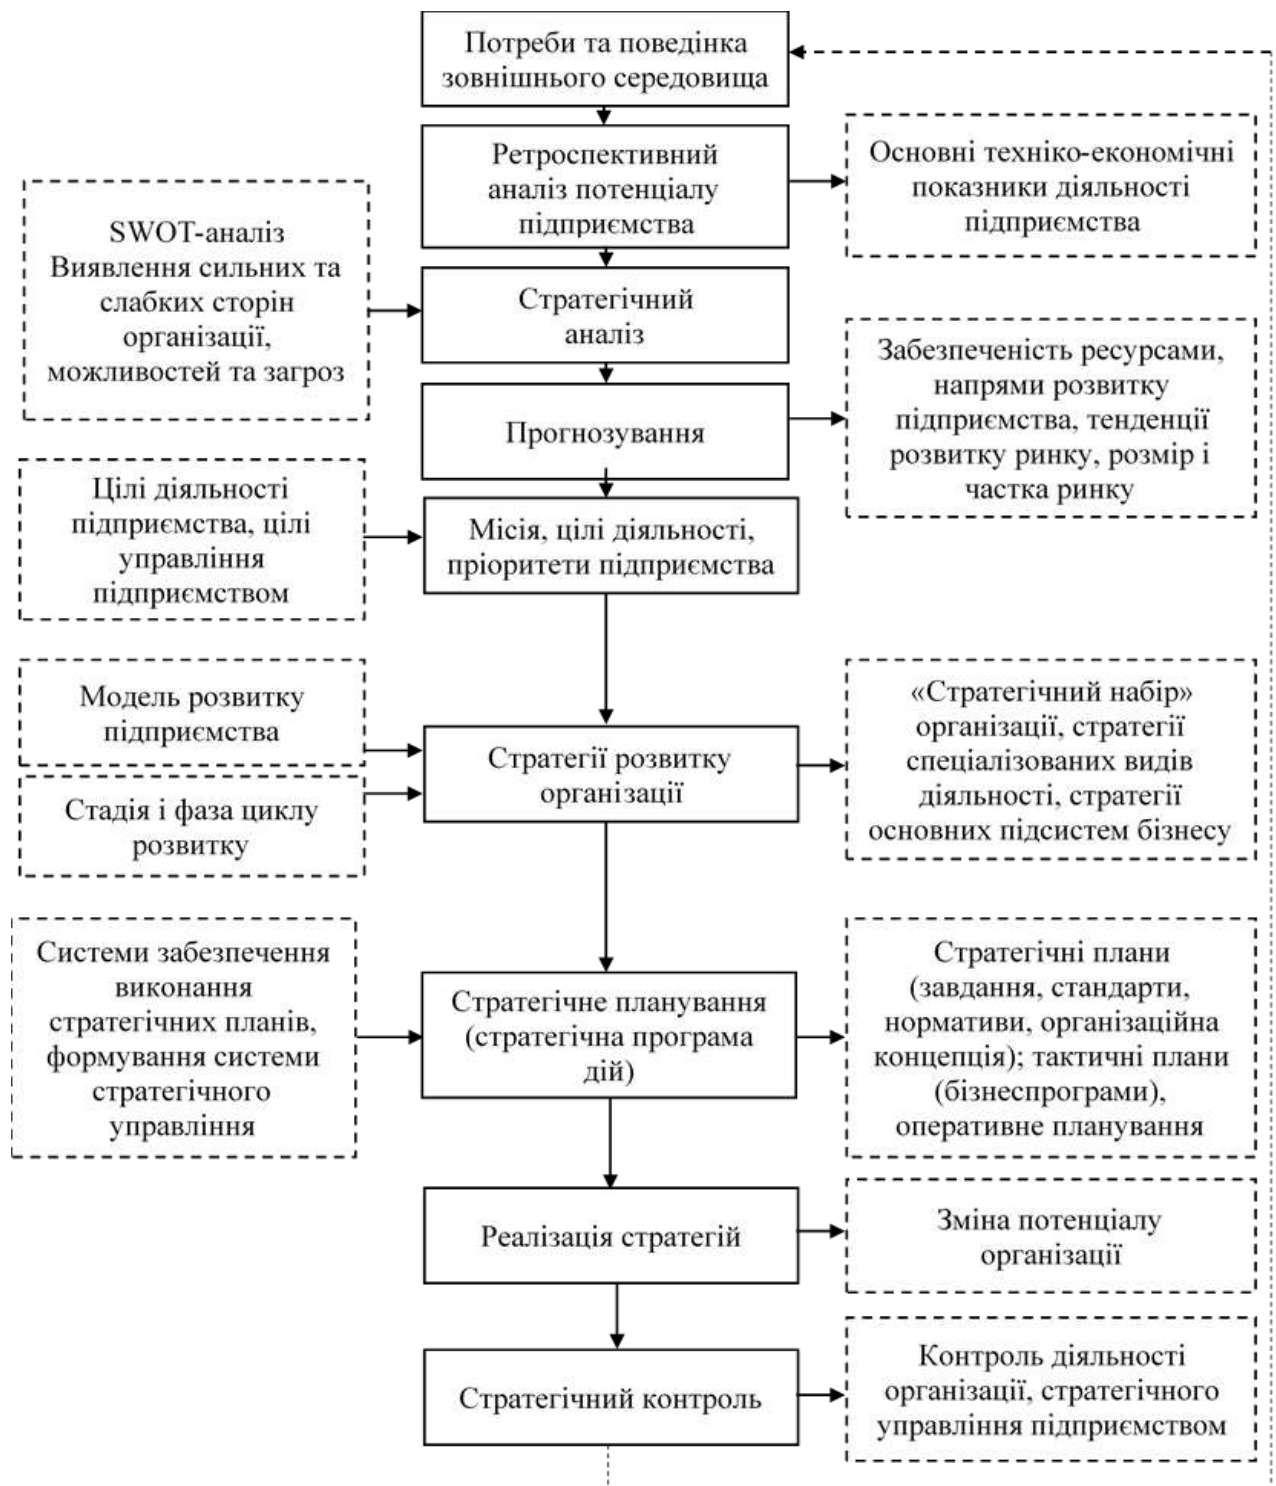 Потреби та поведінка
зовнішнього середовища
Ретроспективний
аналіз потенціалу
підприємства
Основні техніко-економічні
показники діяльності
підприємства
SWOT-аналіз
Виявлення сильних та
слабких сторін
організації,
можливостей та загроз
Стратегічний
аналіз
Прогнозування
Забезпеченість ресурсами,
напрями розвитку
підприємства, тенденції
розвитку ринку, розмір і
частка ринку
Цілі діяльності
підприємства, цілі
управління
підприємством
Місія, цілі діяльності,
пріоритети підприємства
Модель розвитку
підприємства
Стадія і фаза циклу
розвитку
Стратегії розвитку
організації
«Стратегічний набір»
організації, стратегії
спеціалізованих видів
діяльності, стратегії
основних підсистем бізнесу
Системи забезпечення
виконання
стратегічних планів,
формування системи
стратегічного
управління
Стратегічне планування
(стратегічна програма
дій)
Стратегічні плани
(завдання, стандарти,
нормативи, організаційна
концепція); тактичні плани
(бізнеспрограми),
оперативне планування
Реалізація стратегій
Зміна потенціалу
організації
Стратегічний контроль
Контроль діяльності
організації, стратегічного
управління підприємством